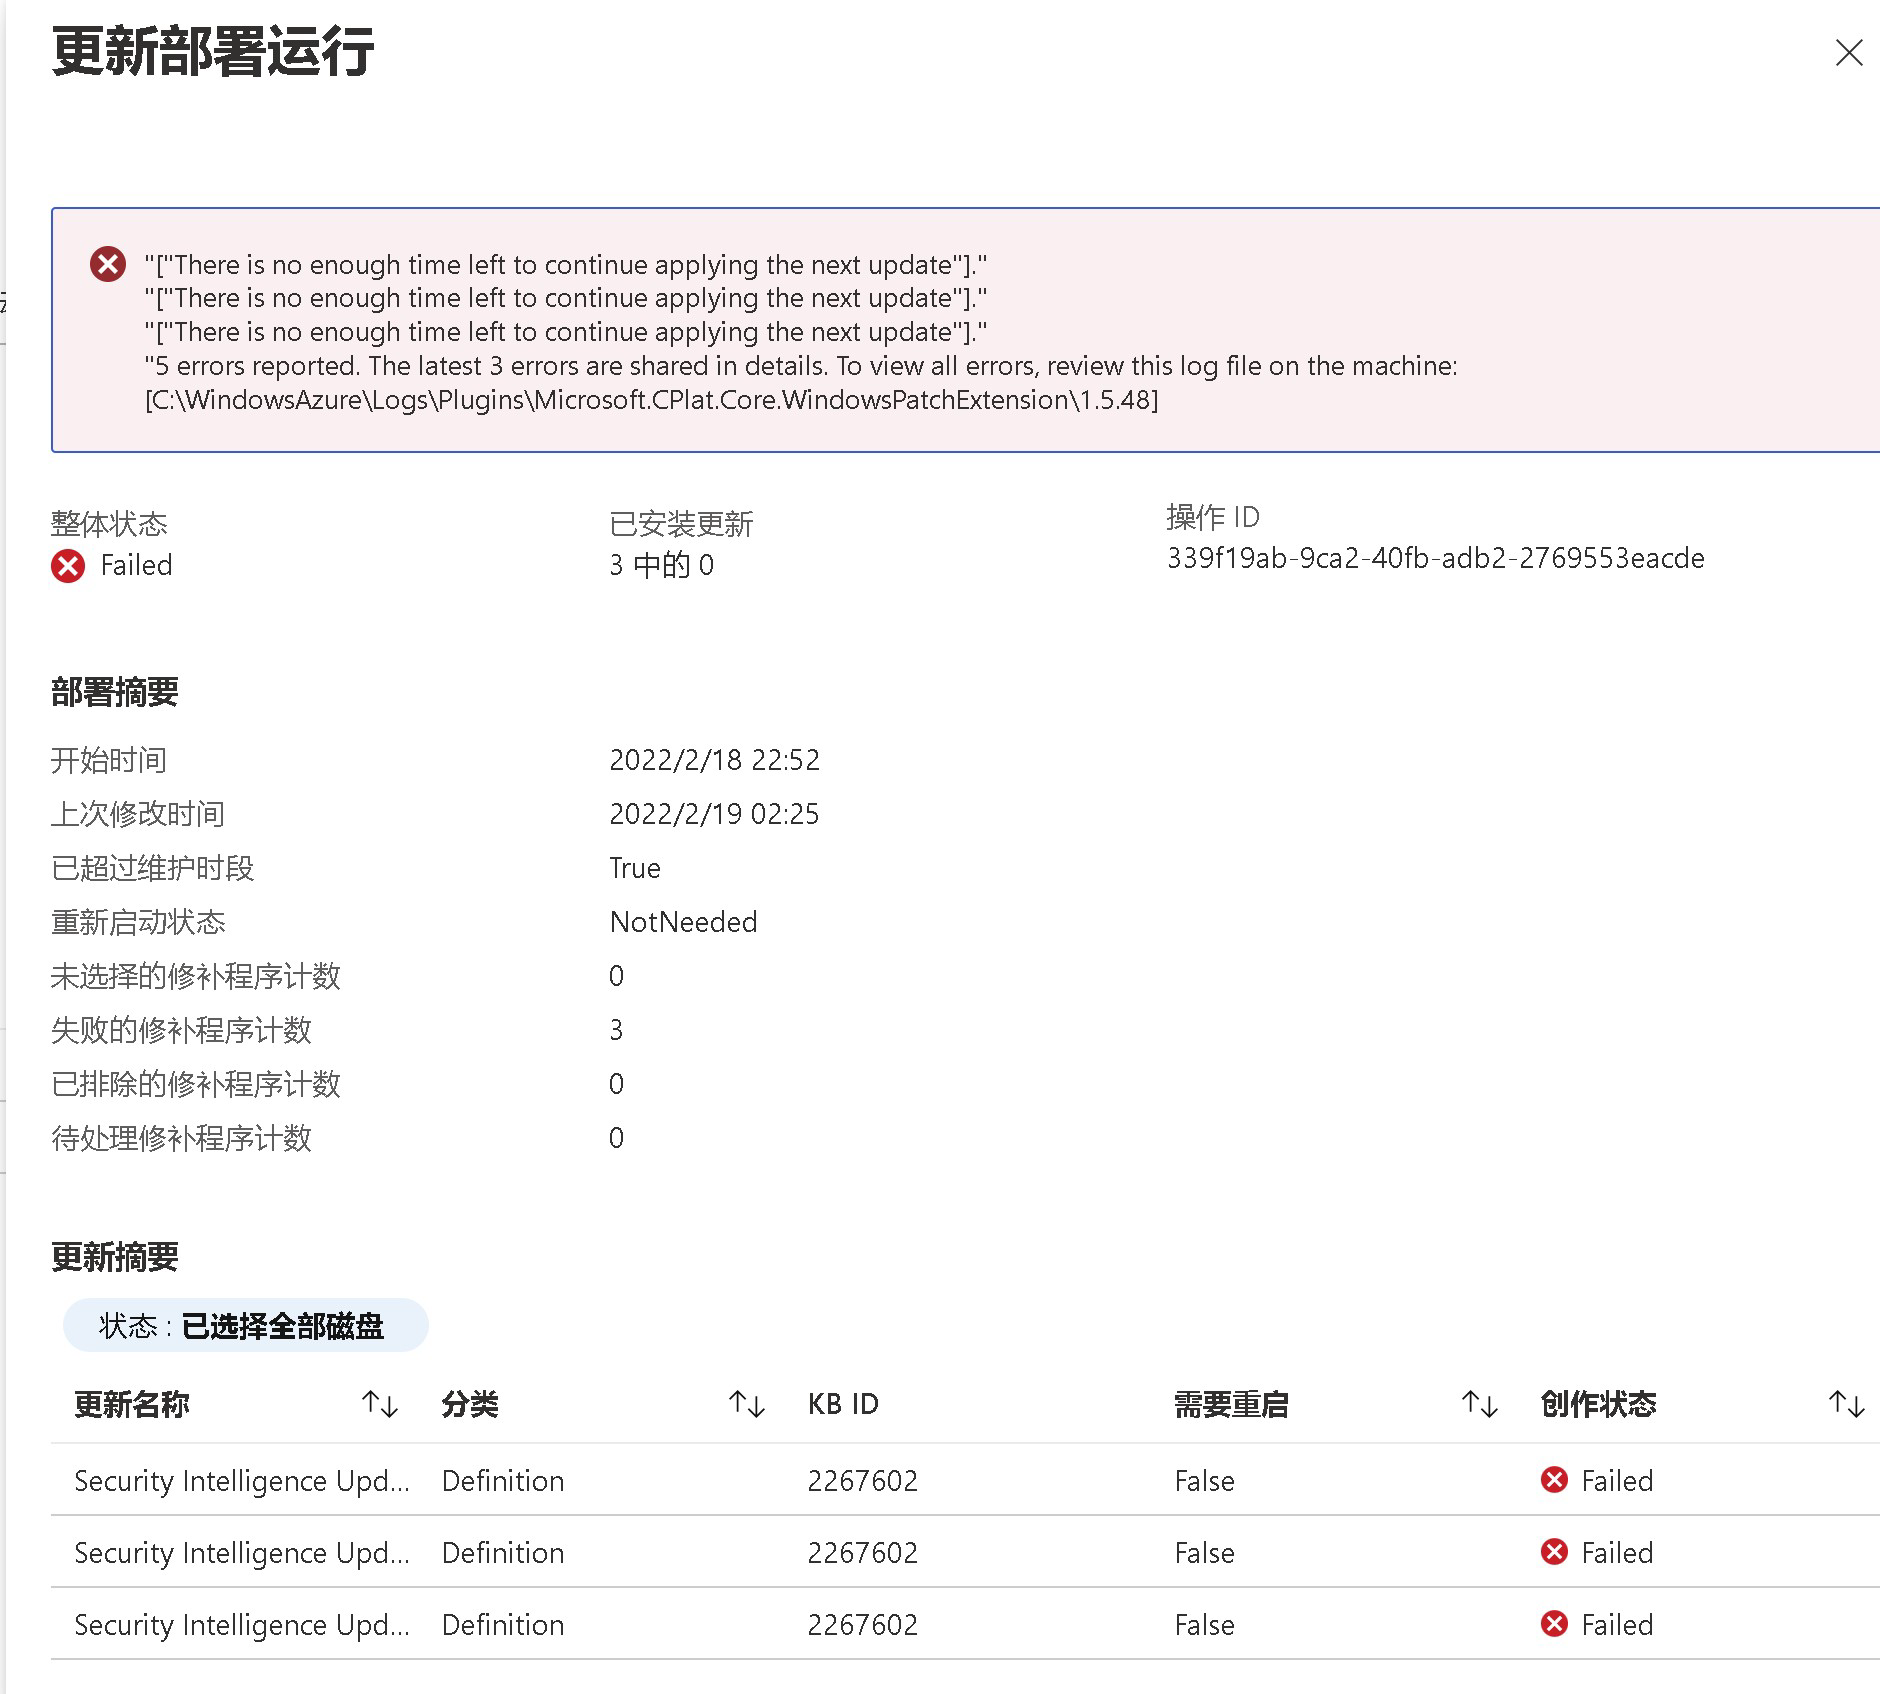 更新部署运行
"["There is no enough time left to continue applying the next update"]."
"["There is no enough time left to continue applying the next update"]."
"["There is no enough time left to continue applying the next update"]."
"5 errors reported. The latest 3 errors are shared in details. To view all errors, review this log file on the machine:
[C:\WindowsAzure\Logs\Plugins\Microsoft.CPlat.Core.WindowsPatchExtension\1.5.48]
整体状态 已安装更新 操作 ID
Failed 3 中的 0 339f19ab-9ca2-40fb-adb2-2769553eacde
部署摘要
开始时间 2022/2/18 22:52
上次修改时间 2022/2/19 02:25
已超过维护时段 True
重新启动状态 NotNeeded
未选择的修补程序计数 0
失败的修补程序计数 3
已排除的修补程序计数 0
待处理修补程序计数 0
更新摘要
状态 : 已选择全部磁盘
更新名称 ↑↓ 分类 ↑↓ KB ID 需要重启 ↑↓ 创作状态 ↑↓
Security Intelligence Upd... Definition 2267602 False Failed
Security Intelligence Upd... Definition 2267602 False Failed
Security Intelligence Upd... Definition 2267602 False Failed